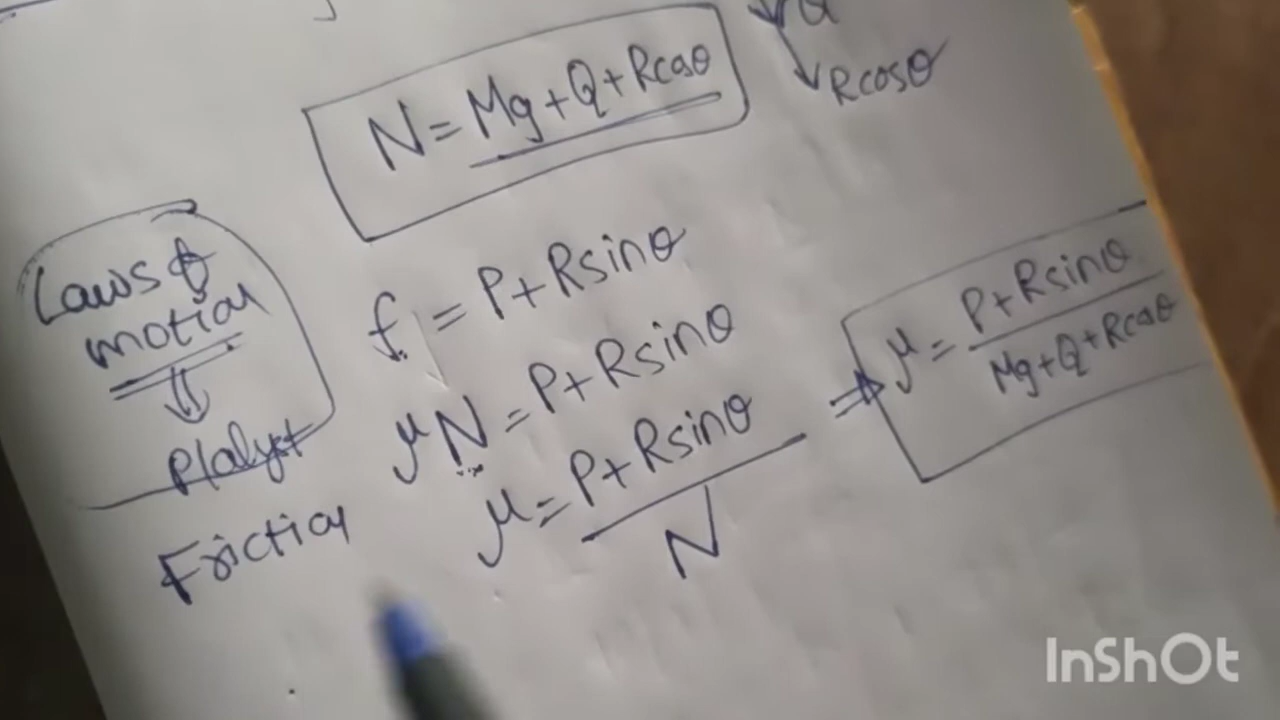 Q
Rcosθ
N = Mg + Q + Rcosθ
Laws of
motion
⇓
Playlist
f = P + Rsinθ
μN = P + Rsinθ
μ = P + Rsinθ
N
⇒ μ = P + Rsinθ
Mg + Q + Rcosθ
Friction
InShOt